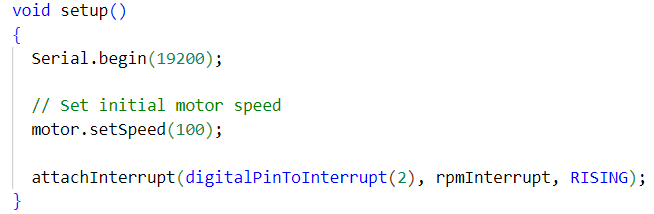 void setup()
{
Serial.begin(19200);
// Set initial motor speed
motor.setSpeed(100);
attachInterrupt(digitalPinToInterrupt(2), rpmInterrupt, RISING);
}